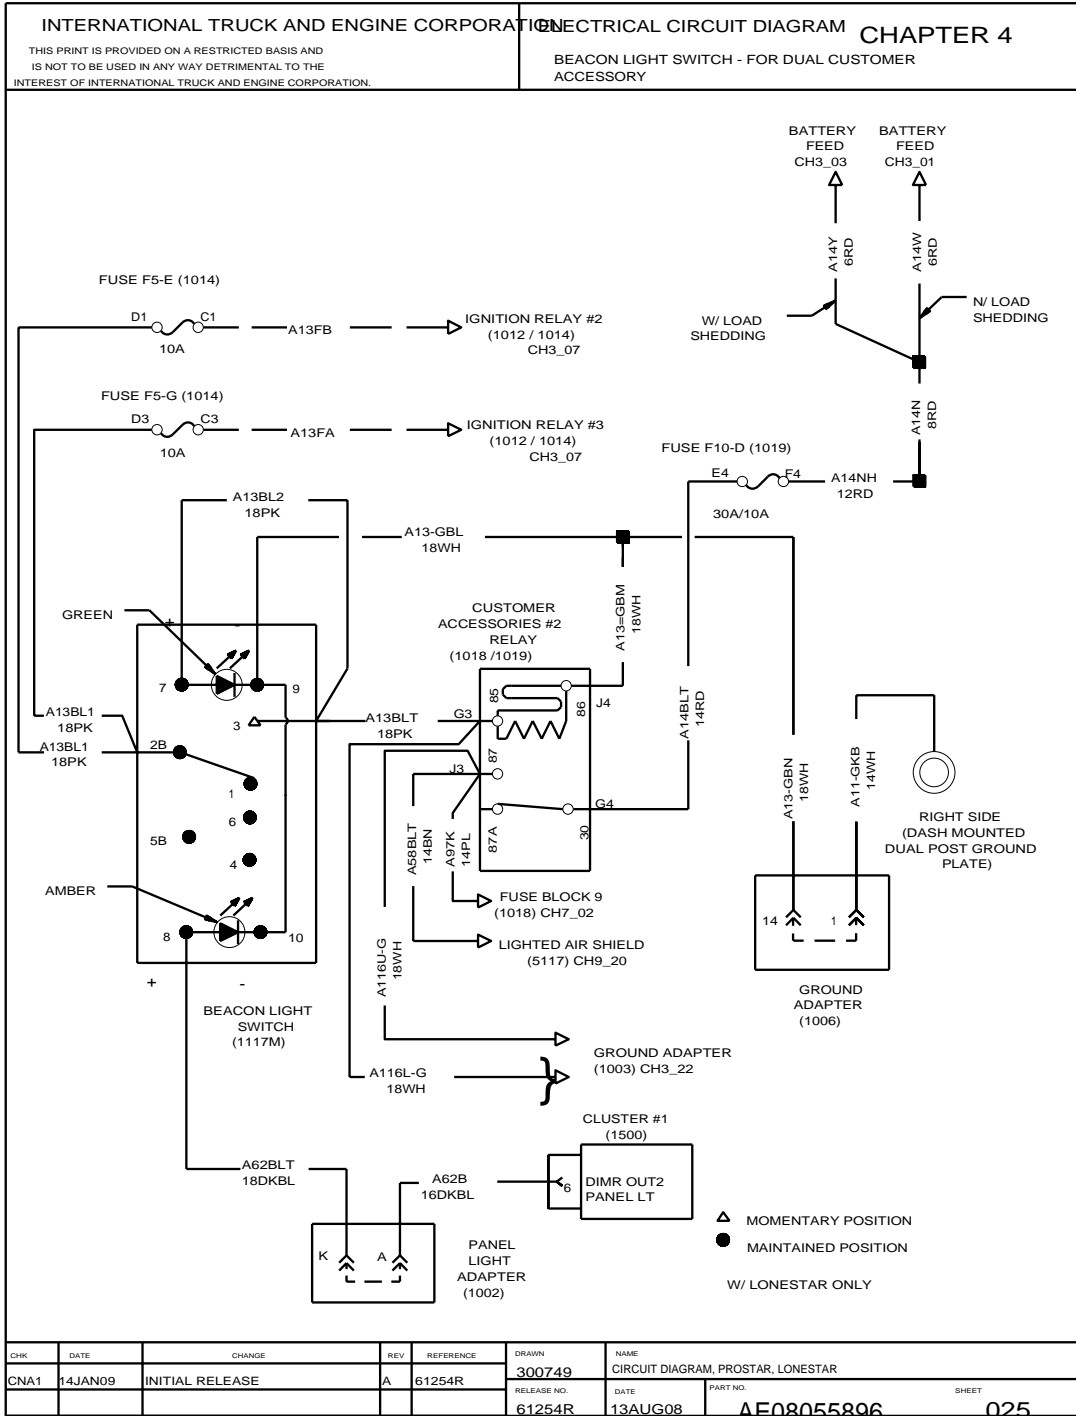 INTERNATIONAL TRUCK AND ENGINE CORPORATION
THIS PRINT IS PROVIDED ON A RESTRICTED BASIS AND
IS NOT TO BE USED IN ANY WAY DETRIMENTAL TO THE
INTEREST OF INTERNATIONAL TRUCK AND ENGINE CORPORATION.
ELECTRICAL CIRCUIT DIAGRAM
CHAPTER 4
BEACON LIGHT SWITCH - FOR DUAL CUSTOMER
ACCESSORY
BATTERY
FEED
CH3_03
BATTERY
FEED
CH3_01
A14Y
6RD
A14W
6RD
W/ LOAD
SHEDDING
N/ LOAD
SHEDDING
A14N
8RD
FUSE F5-E (1014)
D1
C1
10A
A13FB
IGNITION RELAY #2
(1012 / 1014)
CH3_07
FUSE F5-G (1014)
D3
C3
10A
A13FA
IGNITION RELAY #3
(1012 / 1014)
CH3_07
FUSE F10-D (1019)
E4
F4
30A/10A
A14NH
12RD
A13BL2
18PK
A13-GBL
18WH
A13=GBM
18WH
GREEN
+
-
7
9
3
2B
1
6
5B
4
8
10
A13BL1
18PK
A13BL1
18PK
AMBER
+
-
BEACON LIGHT
SWITCH
(1117M)
CUSTOMER
ACCESSORIES #2
RELAY
(1018 /1019)
A13BLT
18PK
G3
85
86
J4
J3
87
87A
30
G4
A14BLT
14RD
A58BLT
14BN
A97K
14PL
FUSE BLOCK 9
(1018) CH7_02
LIGHTED AIR SHIELD
(5117) CH9_20
A116U-G
18WH
A116L-G
18WH
GROUND ADAPTER
(1003) CH3_22
A13-GBN
18WH
A11-GKB
14WH
RIGHT SIDE
(DASH MOUNTED
DUAL POST GROUND
PLATE)
14
1
GROUND
ADAPTER
(1006)
CLUSTER #1
(1500)
6
DIMR OUT2
PANEL LT
A62BLT
18DKBL
A62B
16DKBL
K
A
PANEL
LIGHT
ADAPTER
(1002)
MOMENTARY POSITION
MAINTAINED POSITION
W/ LONESTAR ONLY
CHK
DATE
CHANGE
REV
REFERENCE
CNA1
14JAN09
INITIAL RELEASE
A
61254R
DRAWN
300749
NAME
CIRCUIT DIAGRAM, PROSTAR, LONESTAR
RELEASE NO.
61254R
DATE
13AUG08
PART NO.
AE08055896
SHEET
025